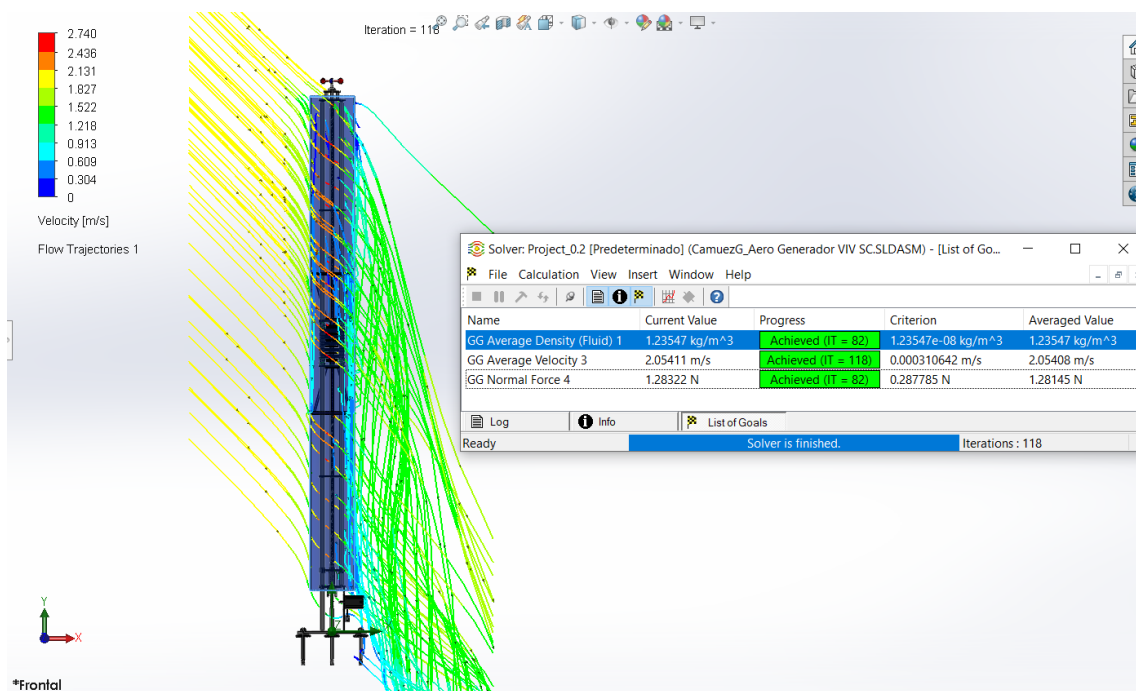 Iteration = 118
2.740
2.436
2.131
1.827
1.522
1.218
0.913
0.609
0.304
0
Velocity [m/s]
Flow Trajectories 1
Solver: Project_0.2 [Predeterminado] (CamuezG_Aero Generador VIV SC.SLDASM) - [List of Go...
File Calculation View Insert Window Help
Name Current Value Progress Criterion Averaged Value
GG Average Density (Fluid) 1 1.23547 kg/m^3 Achieved (IT = 82) 1.23547e-08 kg/m^3 1.23547 kg/m^3
GG Average Velocity 3 2.05411 m/s Achieved (IT = 118) 0.000310642 m/s 2.05408 m/s
GG Normal Force 4 1.28322 N Achieved (IT = 82) 0.287785 N 1.28145 N
Log Info List of Goals
Ready Solver is finished. Iterations : 118
Y
X
*Frontal